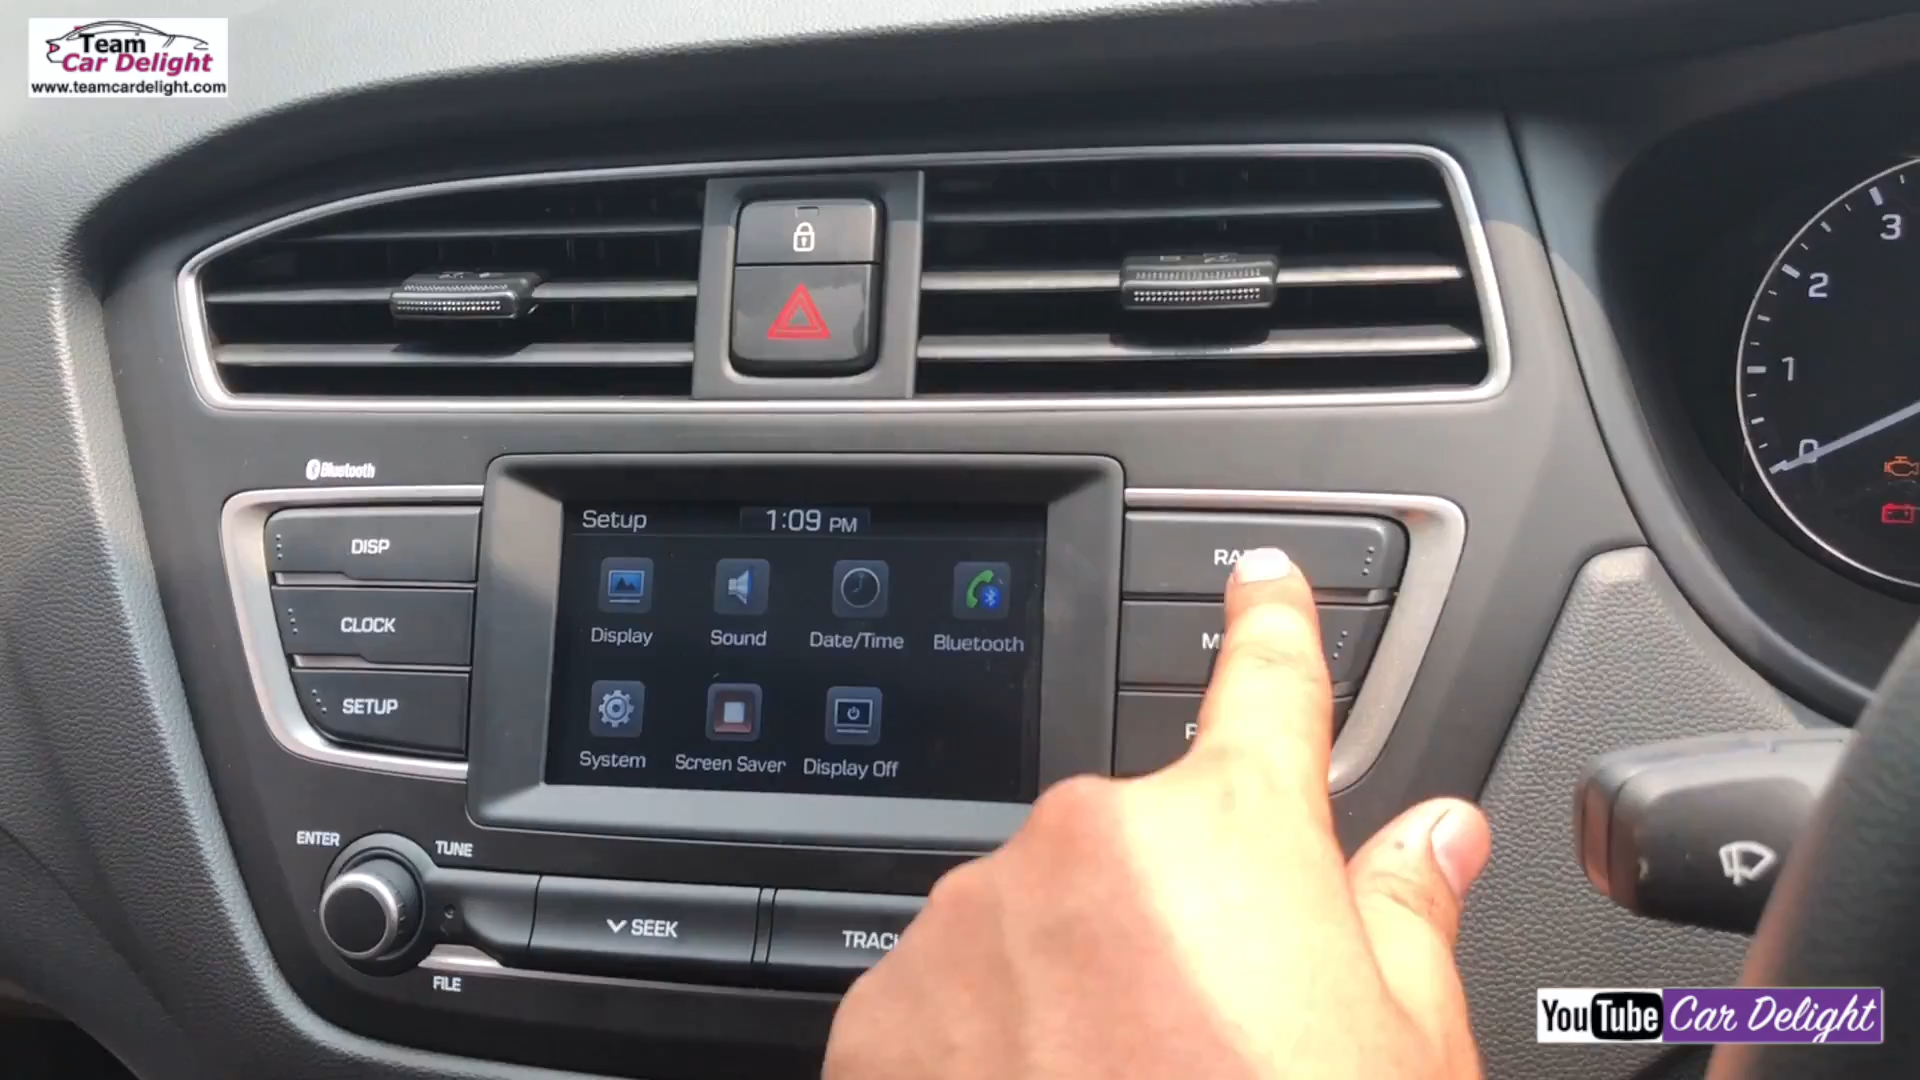 Team
Car Delight
www.teamcardelight.com
3
2
1
0
Bluetooth
DISP
CLOCK
SETUP
Setup
1:09 PM
Display
Sound
Date/Time
Bluetooth
System
Screen Saver
Display Off
ENTER
TUNE
SEEK
FILE
YouTube Car Delight